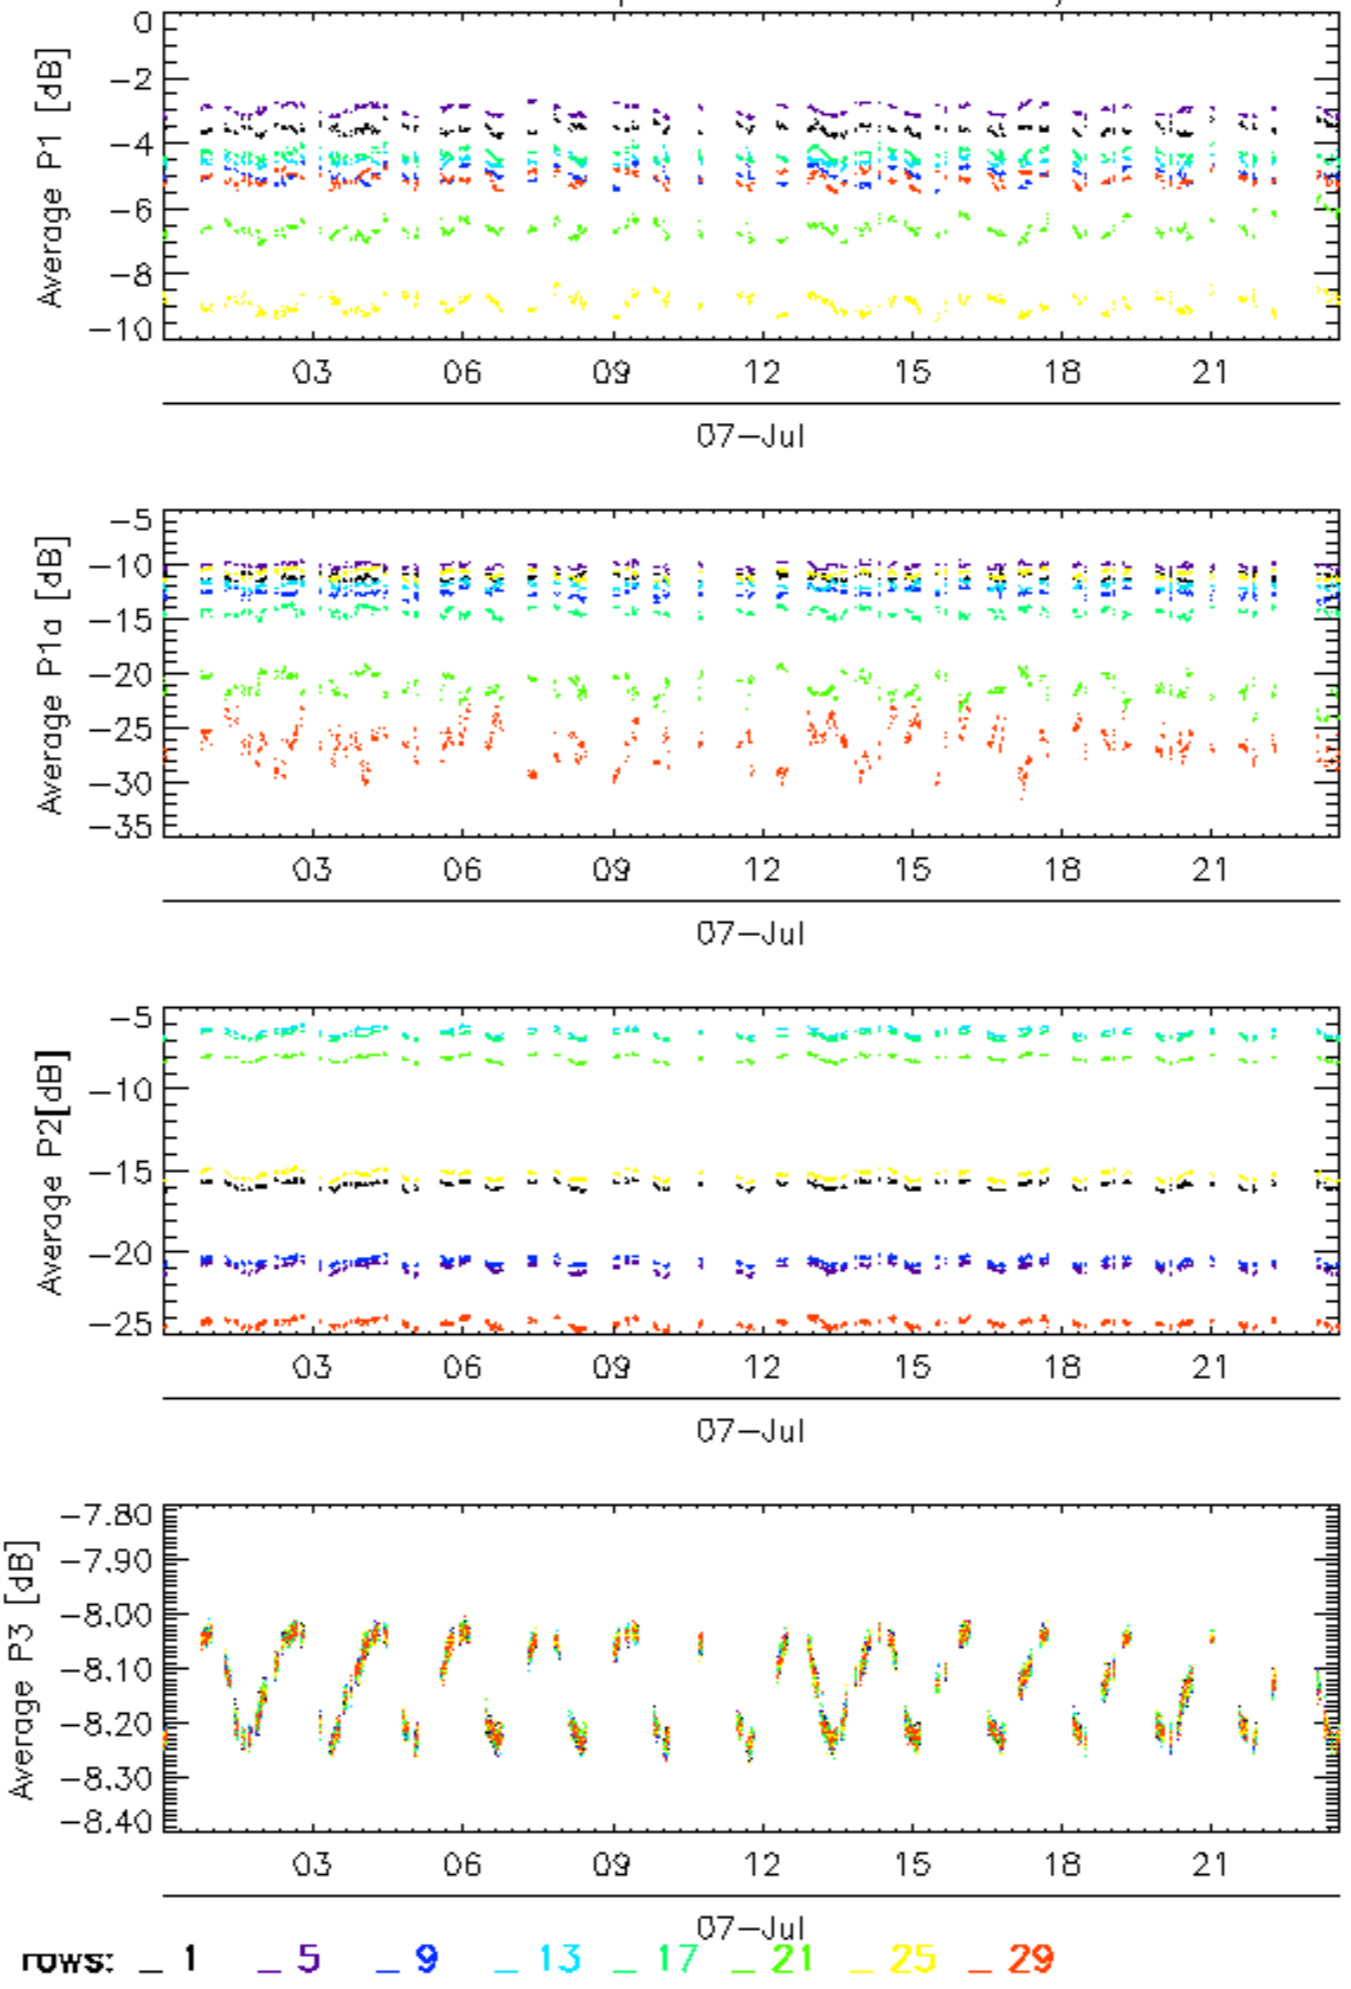 Average P1 [dB]
0
−2
−4
−6
−8
−10
03 06 09 12 15 18 21
07−Jul
Average P1a [dB]
−5
−10
−15
−20
−25
−30
−35
03 06 09 12 15 18 21
07−Jul
Average P2[dB]
−5
−10
−15
−20
−25
03 06 09 12 15 18 21
07−Jul
Average P3 [dB]
−7.80
−7.90
−8.00
−8.10
−8.20
−8.30
−8.40
03 06 09 12 15 18 21
07−Jul
rows: _ 1 _ 5 _ 9 _ 13 _ 17 _ 21 _ 25 _ 29